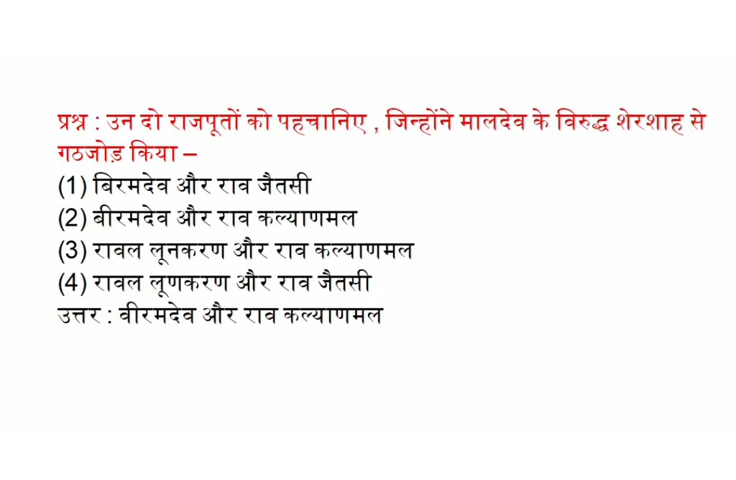 प्रश्न : उन दो राजपूतों को पहचानिए , जिन्होंने मालदेव के विरुद्ध शेरशाह से
गठजोड़ किया –
(1) बिरमदेव और राव जैतसी
(2) बीरमदेव और राव कल्याणमल
(3) रावल लूनकरण और राव कल्याणमल
(4) रावल लूणकरण और राव जैतसी
उत्तर : वीरमदेव और राव कल्याणमल